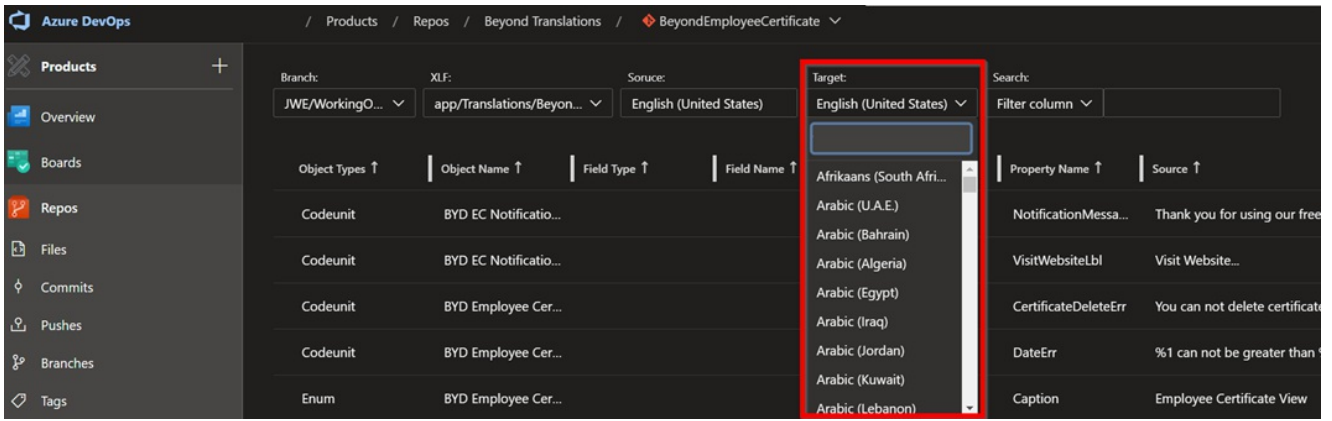 Azure DevOps
/ Products / Repos / Beyond Translations / BeyondEmployeeCertificate
Products
Overview
Boards
Repos
Files
Commits
Pushes
Branches
Tags
Branch: XLF: Soruce: Target: Search:
JWE/WorkingO... app/Translations/Beyon... English (United States) English (United States) Filter column
Object Types ↑ Object Name ↑ Field Type ↑ Field Name ↑ Property Name ↑ Source ↑
Codeunit BYD EC Notificatio... NotificationMessa... Thank you for using our free
Codeunit BYD EC Notificatio... VisitWebsiteLbl Visit Website...
Codeunit BYD Employee Cer... CertificateDeleteErr You can not delete certificate
Codeunit BYD Employee Cer... DateErr %1 can not be greater than
Enum BYD Employee Cer... Caption Employee Certificate View
Afrikaans (South Afri...
Arabic (U.A.E.)
Arabic (Bahrain)
Arabic (Algeria)
Arabic (Egypt)
Arabic (Iraq)
Arabic (Jordan)
Arabic (Kuwait)
Arabic (Lebanon)